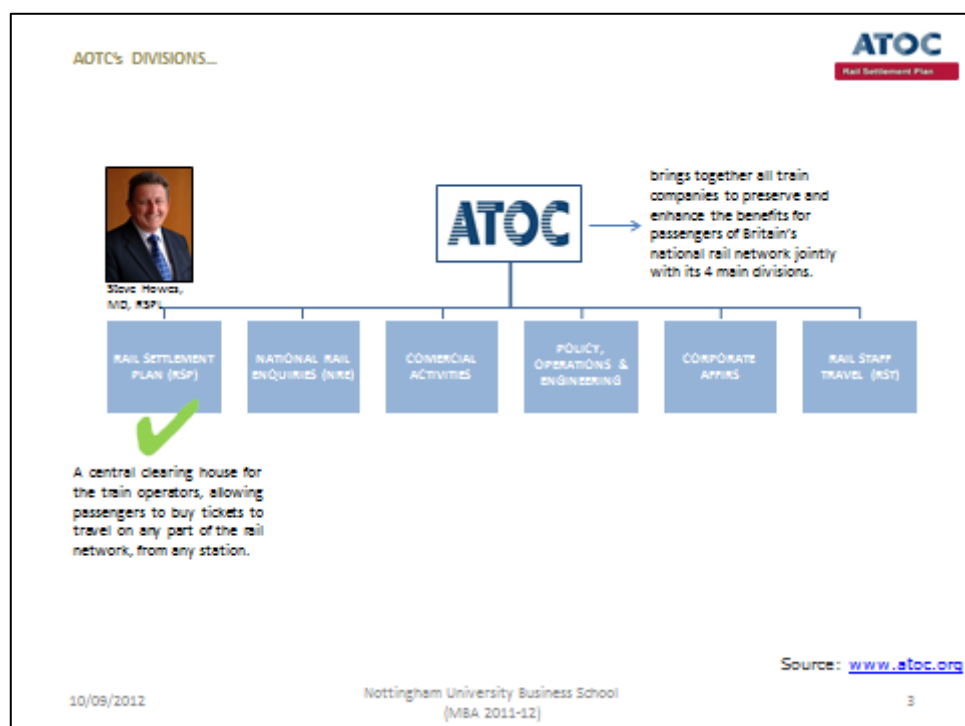 AOTC's DIVISIONS...
ATOC
Rail Settlement Plan
ATOC
brings together all train
companies to preserve and
enhance the benefits for
passengers of Britain's
national rail network jointly
with its 4 main divisions.
Steve Howes,
MD, RSPL
RAIL SETTLEMENT
PLAN (RSP)
NATIONAL RAIL
ENQUIRIES (NRE)
COMERCIAL
ACTIVITIES
POLICY,
OPERATIONS &
ENGINEERING
CORPORATE
AFFIRS
RAIL STAFF
TRAVEL (RST)
A central clearing house for
the train operators, allowing
passengers to buy tickets to
travel on any part of the rail
network, from any station.
Source: www.atoc.org
10/09/2012
Nottingham University Business School
(MBA 2011-12)
3